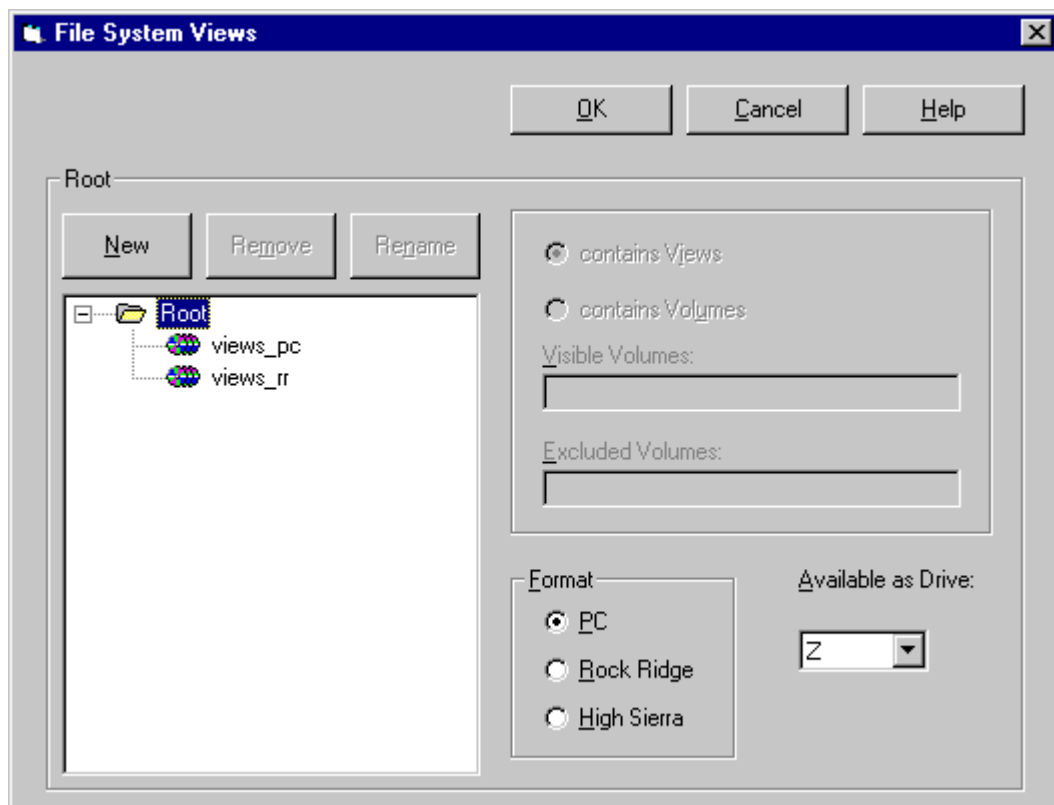 File System Views
OK Cancel Help
Root
New Remove Rename
Root
views_pc
views_rr
contains Views
contains Volumes
Visible Volumes:
Excluded Volumes:
Format
PC
Rock Ridge
High Sierra
Available as Drive:
Z